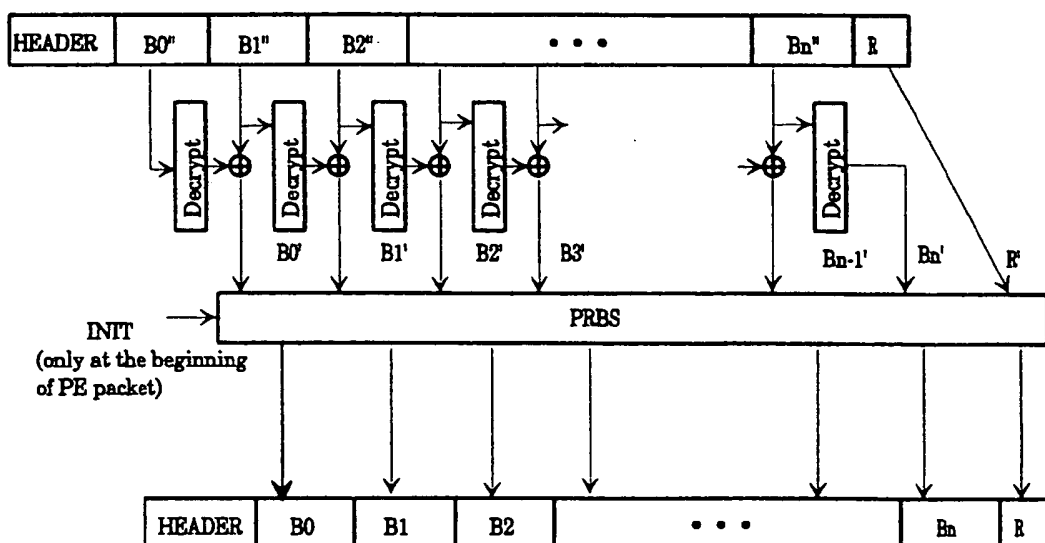 HEADER B0" B1" B2" • • • Bn" R
Decrypt Decrypt Decrypt Decrypt Decrypt
B0' B1' B2' B3' Bn-1' Bn' R'
PRBS
INIT
(only at the beginning
of PE packet)
HEADER B0 B1 B2 • • • Bn R